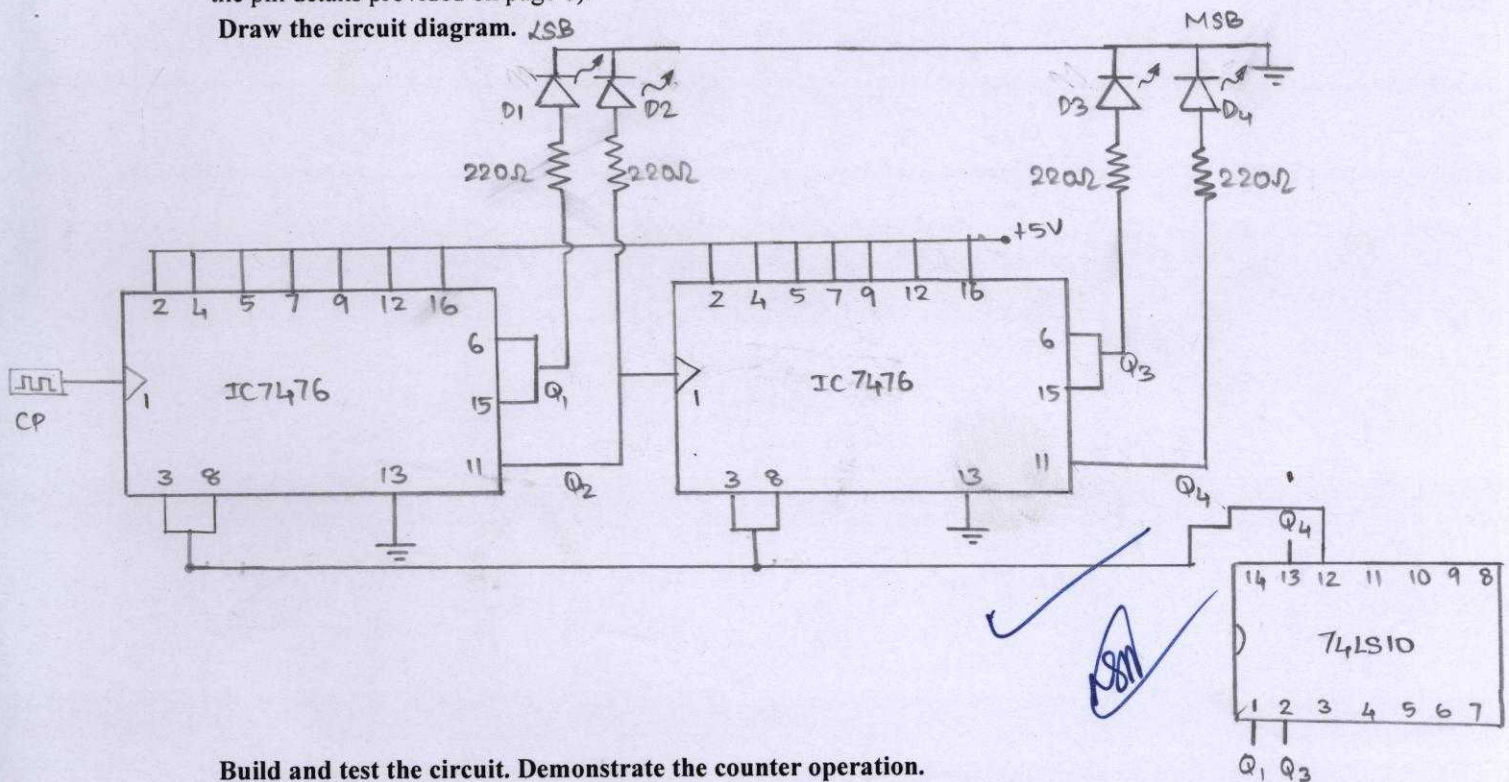 Draw the circuit diagram. LSB
MSB
D1 D2 D3 D4
220Ω 220Ω 220Ω 220Ω
+5V
2 4 5 7 9 12 16
2 4 5 7 9 12 16
6 6
CP
1 IC7476 15 Q1
1 IC7476 15 Q3
3 8 13 11 Q2
3 8 13 11 Q4
Q4
14 13 12 11 10 9 8
74LS10
1 2 3 4 5 6 7
Q1 Q3
Build and test the circuit. Demonstrate the counter operation.